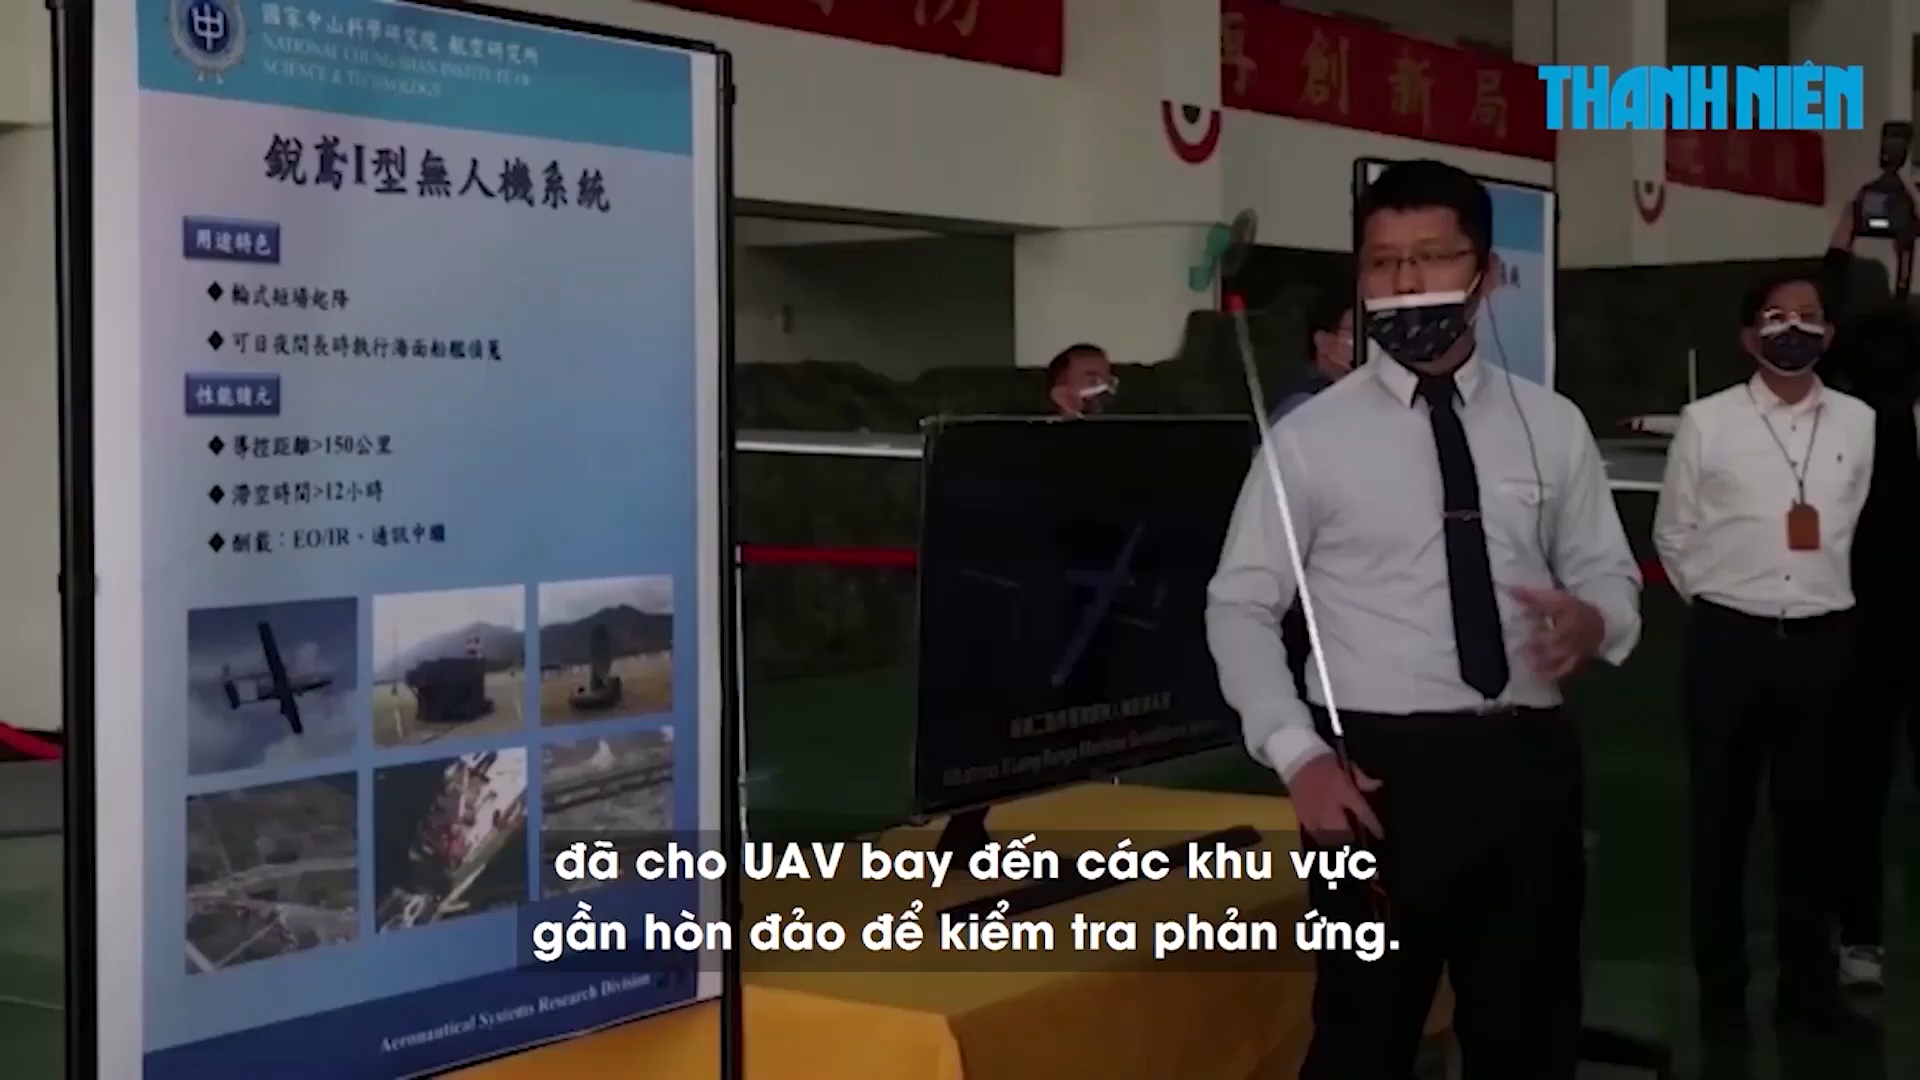 國家中山科學研究院 航空研究所
NATIONAL CHUNG-SHAN INSTITUTE OF
SCIENCE & TECHNOLOGY
銳鳶I型無人機系統
用途特色
◆ 輪式短場起降
◆ 可日夜間長時執行海面船艦偵蒐
性能諸元
◆ 導控距離>150公里
◆ 滯空時間>12小時
◆ 酬載：EO/IR、通訊中繼
Aeronautical Systems Research Division
再創新局
THANH NIÊN
đã cho UAV bay đến các khu vực
gần hòn đảo để kiểm tra phản ứng.